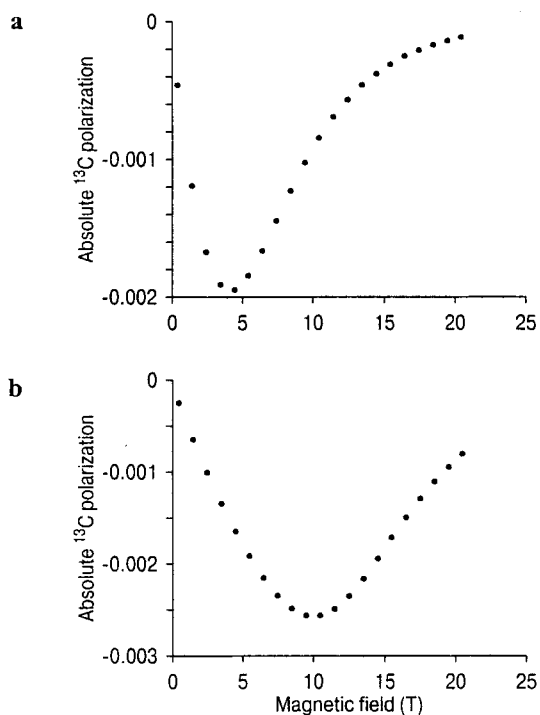 a
Absolute ¹³C polarization
0
-0.001
-0.002
0 5 10 15 20 25
b
Absolute ¹³C polarization
0
-0.001
-0.002
-0.003
0 5 10 15 20 25
Magnetic field (T)